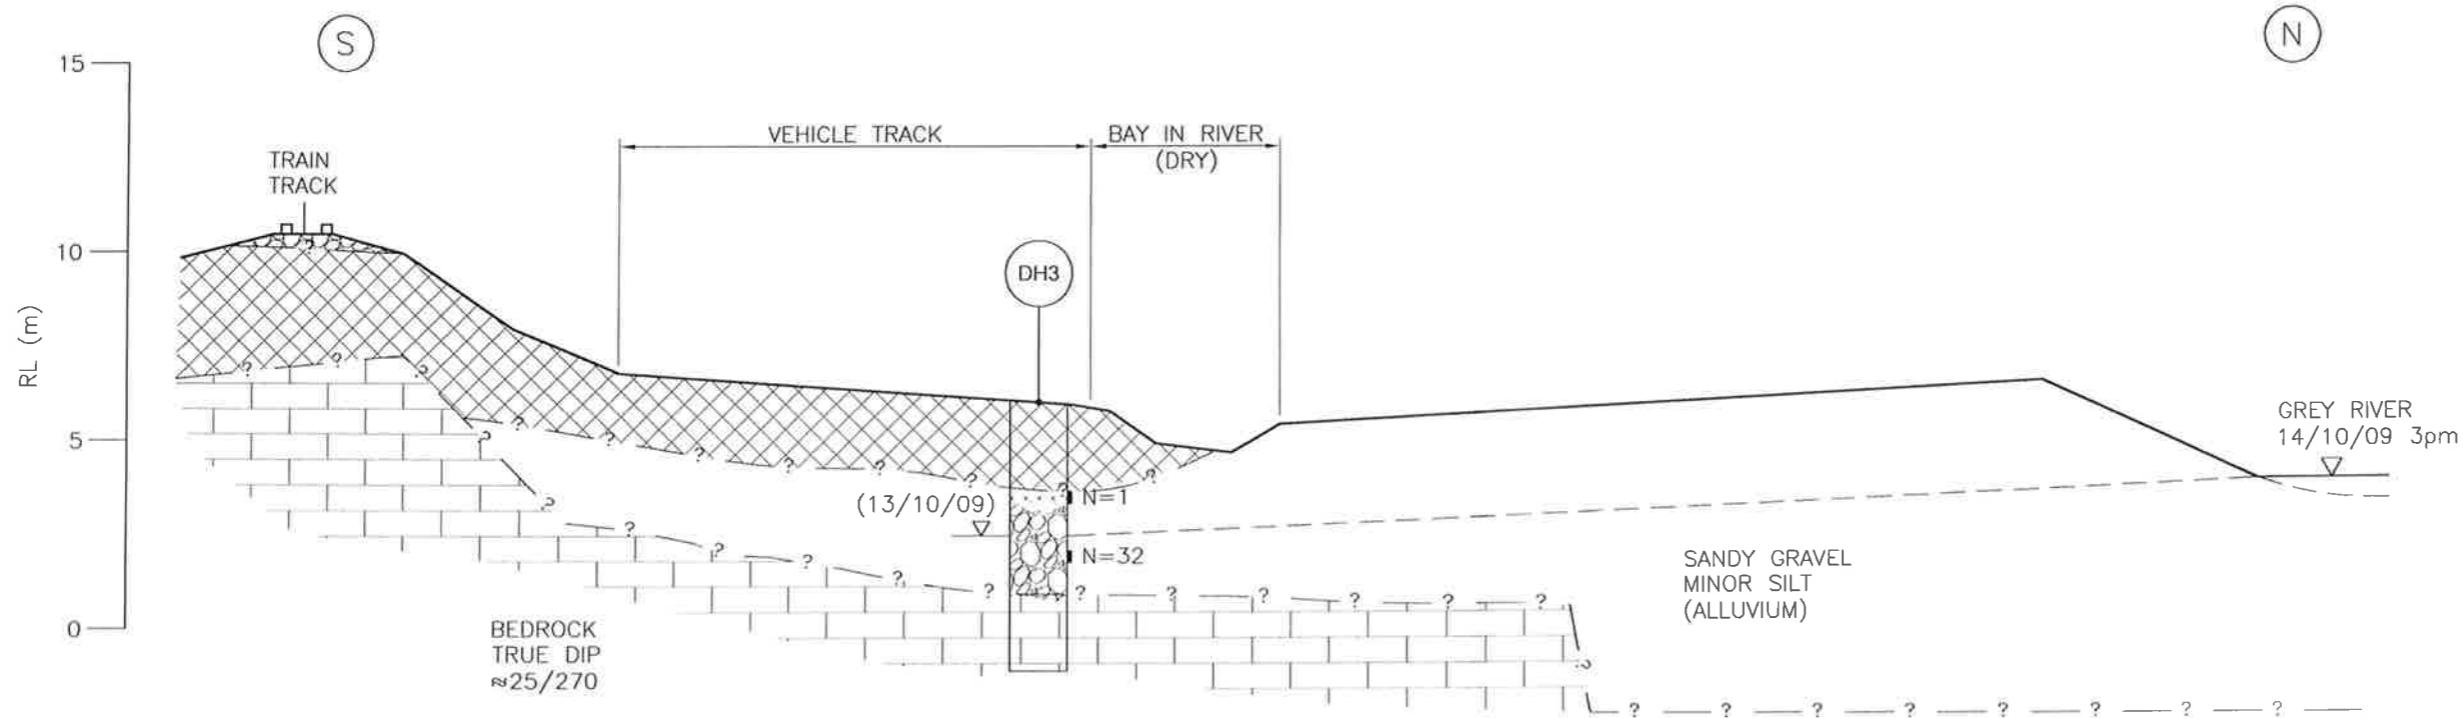 S
N
15
10
5
0
RL (m)
TRAIN
TRACK
VEHICLE TRACK
BAY IN RIVER
(DRY)
DH3
GREY RIVER
14/10/09 3pm
(13/10/09)
N=1
N=32
SANDY GRAVEL
MINOR SILT
(ALLUVIUM)
BEDROCK
TRUE DIP
≈25/270
? ? ? ? ? ? ? ? ? ? ? ?
? ? ? ? ? ? ? ? ? ? ? ? ? ?
? ? ? ? ? ? ? ? ?